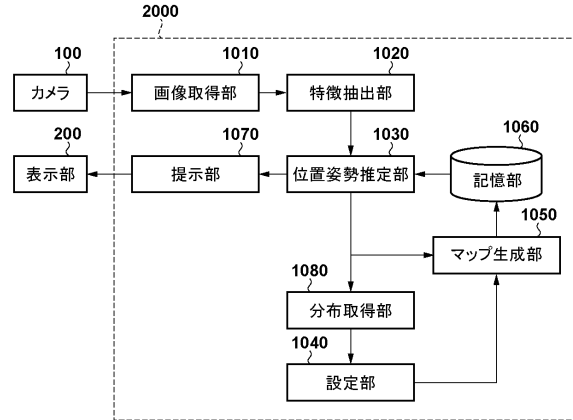 2000
100
1010
1020
カメラ
画像取得部
特徴抽出部
200
1070
1030
1060
表示部
提示部
位置姿勢推定部
記憶部
1050
マップ生成部
1080
分布取得部
1040
設定部